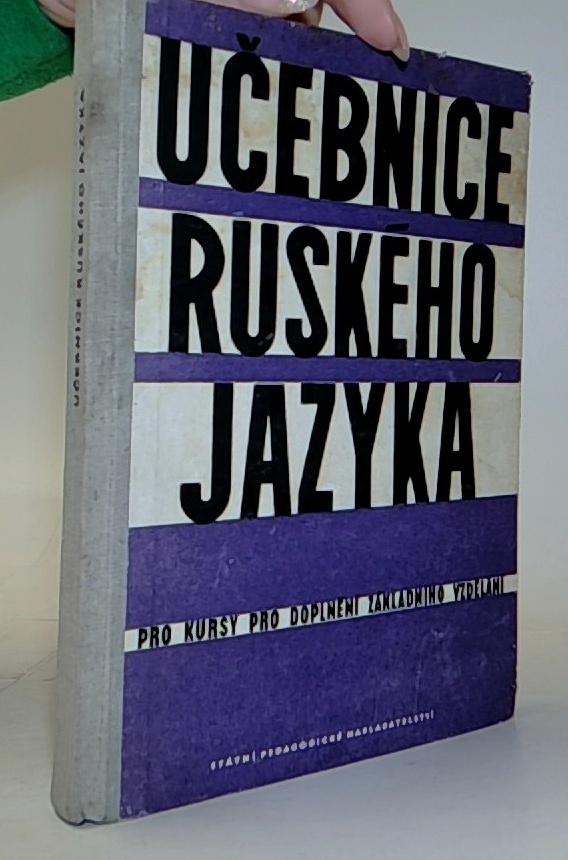 UČEBNICE
RUSKÉHO
JAZYKA
PRO KURSY PRO DOPLNĚNÍ ZÁKLADNÍHO VZDĚLÁNÍ
STÁTNÍ PEDAGOGICKÉ NAKLADATELSTVÍ
UČEBNICE RUSKÉHO JAZYKA